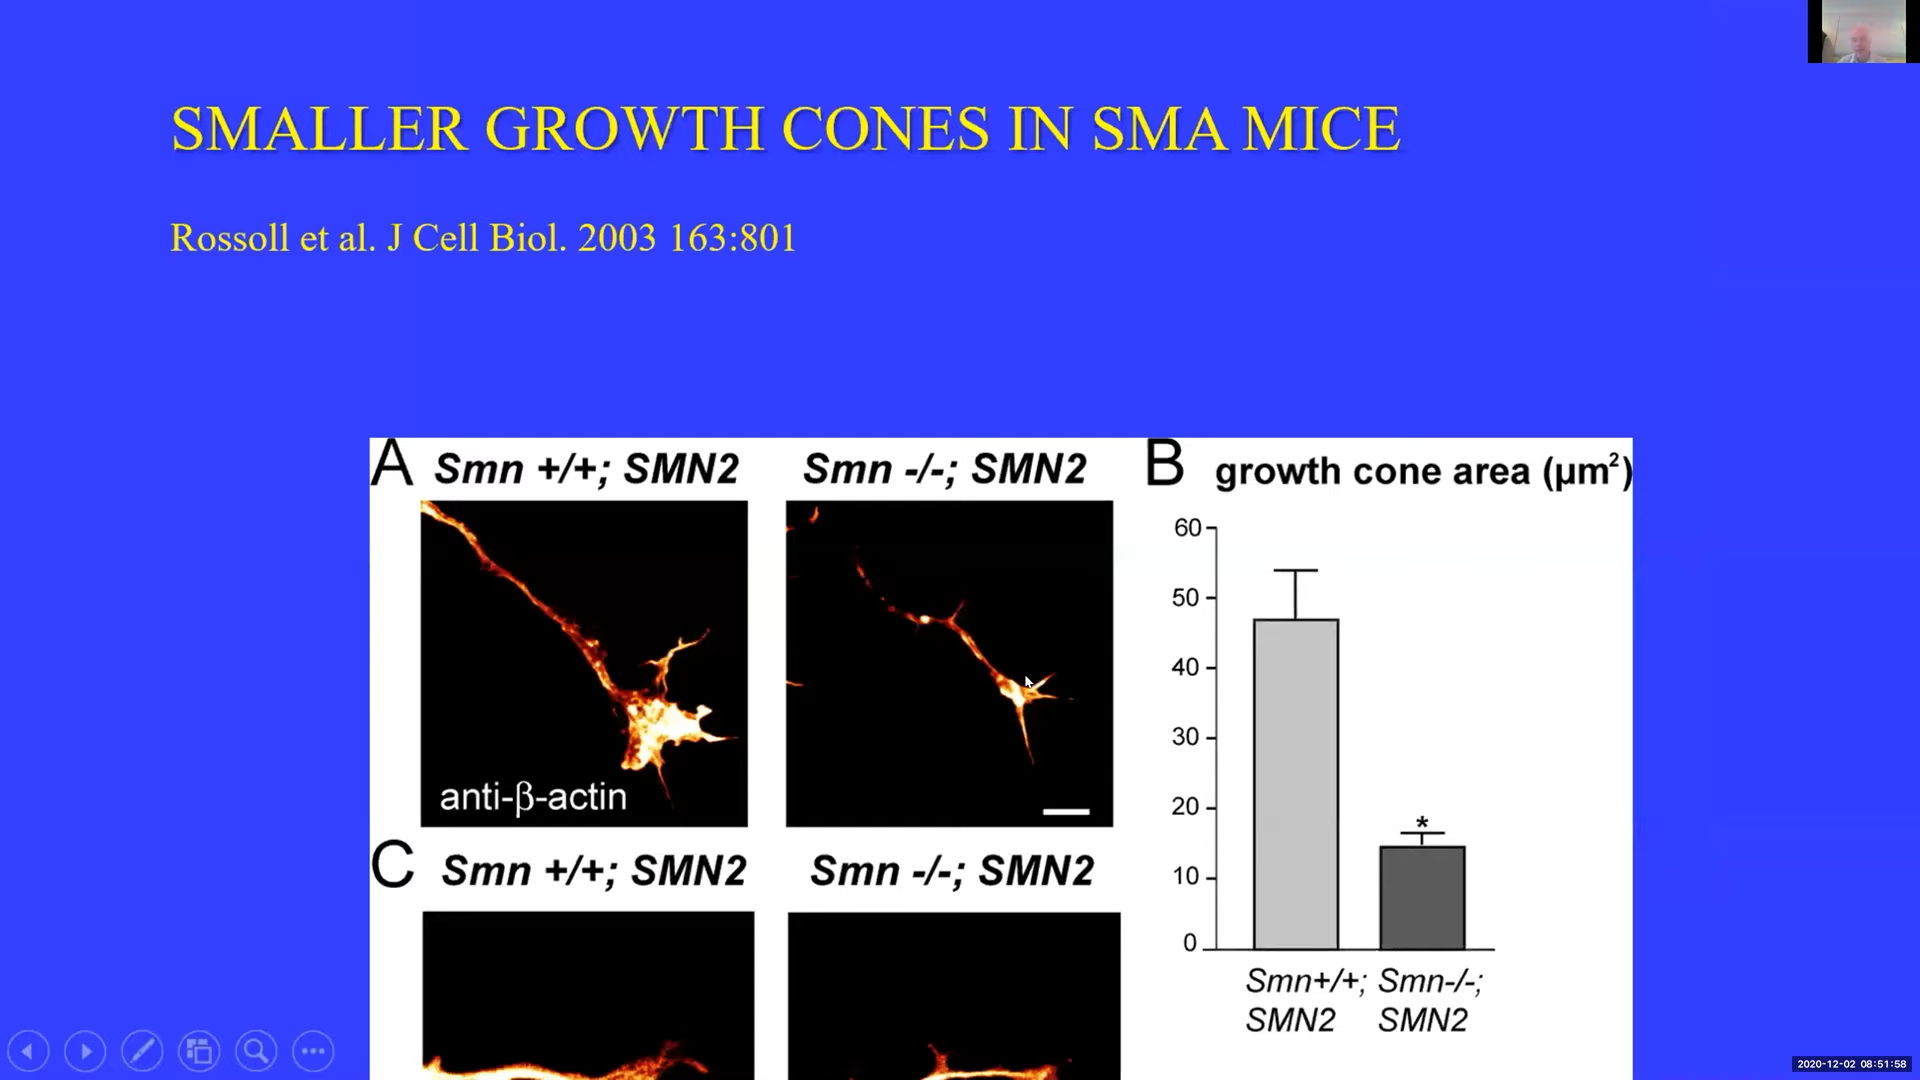 SMALLER GROWTH CONES IN SMA MICE
Rossoll et al. J Cell Biol. 2003 163:801
A
Smn +/+; SMN2
Smn -/-; SMN2
anti-β-actin
B
growth cone area (µm²)
60
50
40
30
20
10
0
*
Smn+/+;
SMN2
Smn-/-;
SMN2
C
Smn +/+; SMN2
Smn -/-; SMN2
2020-12-02 08:51:58